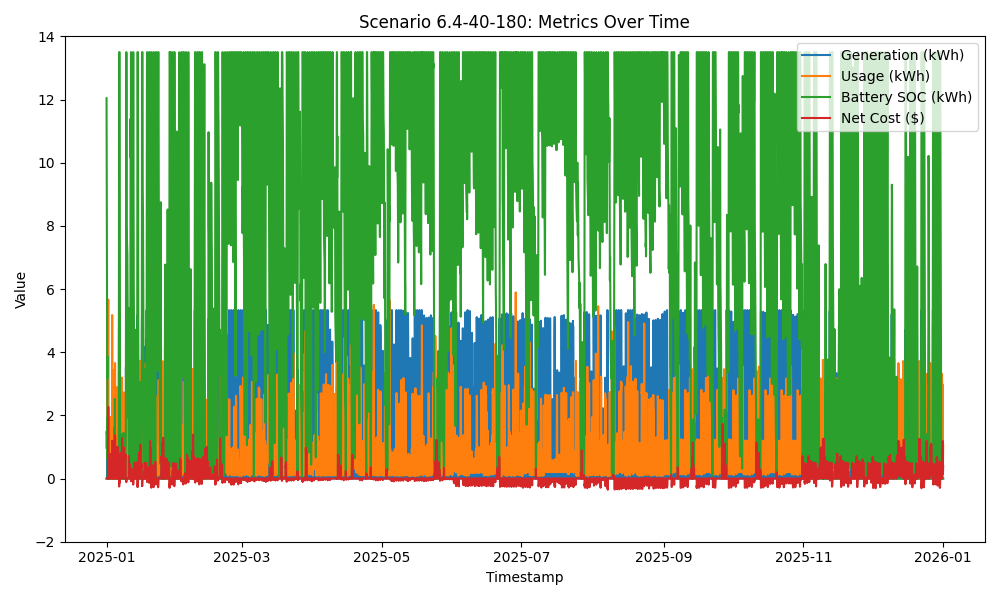 Scenario 6.4-40-180: Metrics Over Time
14
12
10
8
6
4
2
0
−2
Value
Generation (kWh)
Usage (kWh)
Battery SOC (kWh)
Net Cost ($)
2025-01
2025-03
2025-05
2025-07
2025-09
2025-11
2026-01
Timestamp